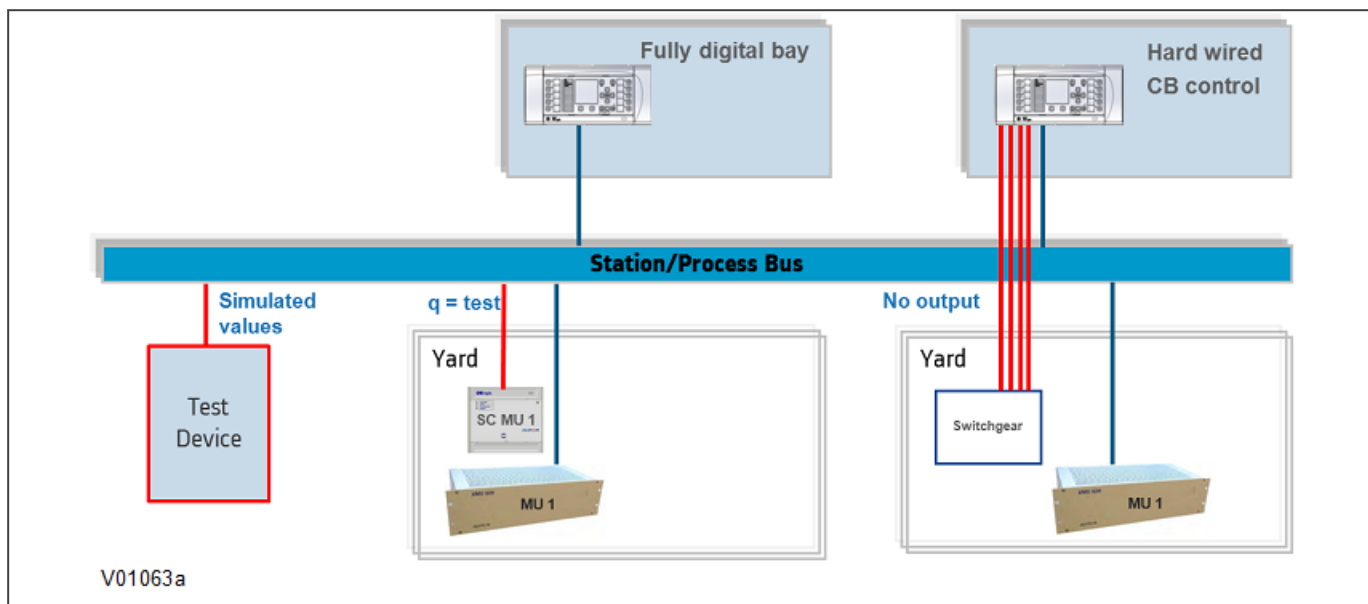 Fully digital bay
Hard wired
CB control
Station/Process Bus
Simulated
values
q = test
No output
Test
Device
Yard
SC MU 1
MU 1
Yard
Switchgear
MU 1
V01063a